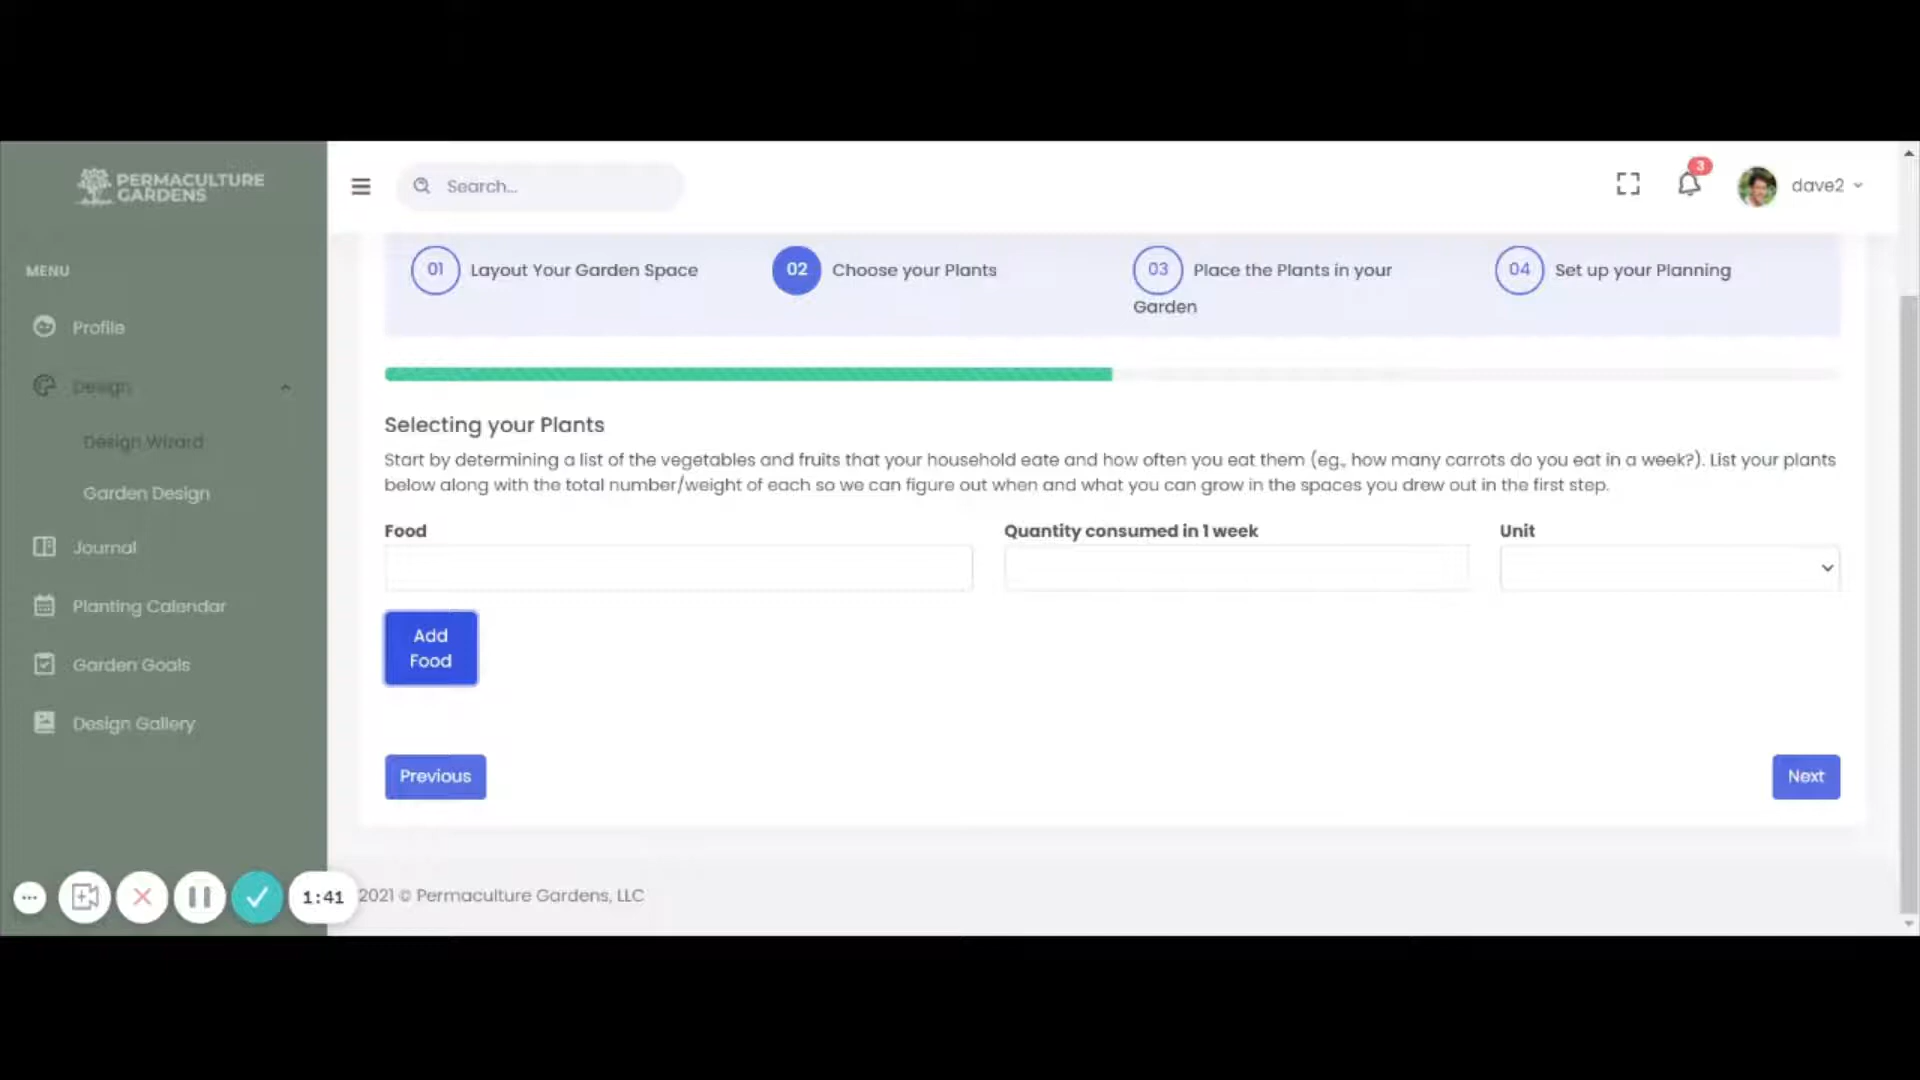 PERMACULTURE
GARDENS
Search...
3
dave2
MENU
Profile
Design
Design Wizard
Garden Design
Journal
Planting Calendar
Garden Goals
Design Gallery
01 Layout Your Garden Space
02 Choose your Plants
03 Place the Plants in your
Garden
04 Set up your Planning
Selecting your Plants
Start by determining a list of the vegetables and fruits that your household eate and how often you eat them (eg., how many carrots do you eat in a week?). List your plants
below along with the total number/weight of each so we can figure out when and what you can grow in the spaces you drew out in the first step.
Food
Quantity consumed in 1 week
Unit
Add
Food
Previous
Next
1:41
2021 © Permaculture Gardens, LLC